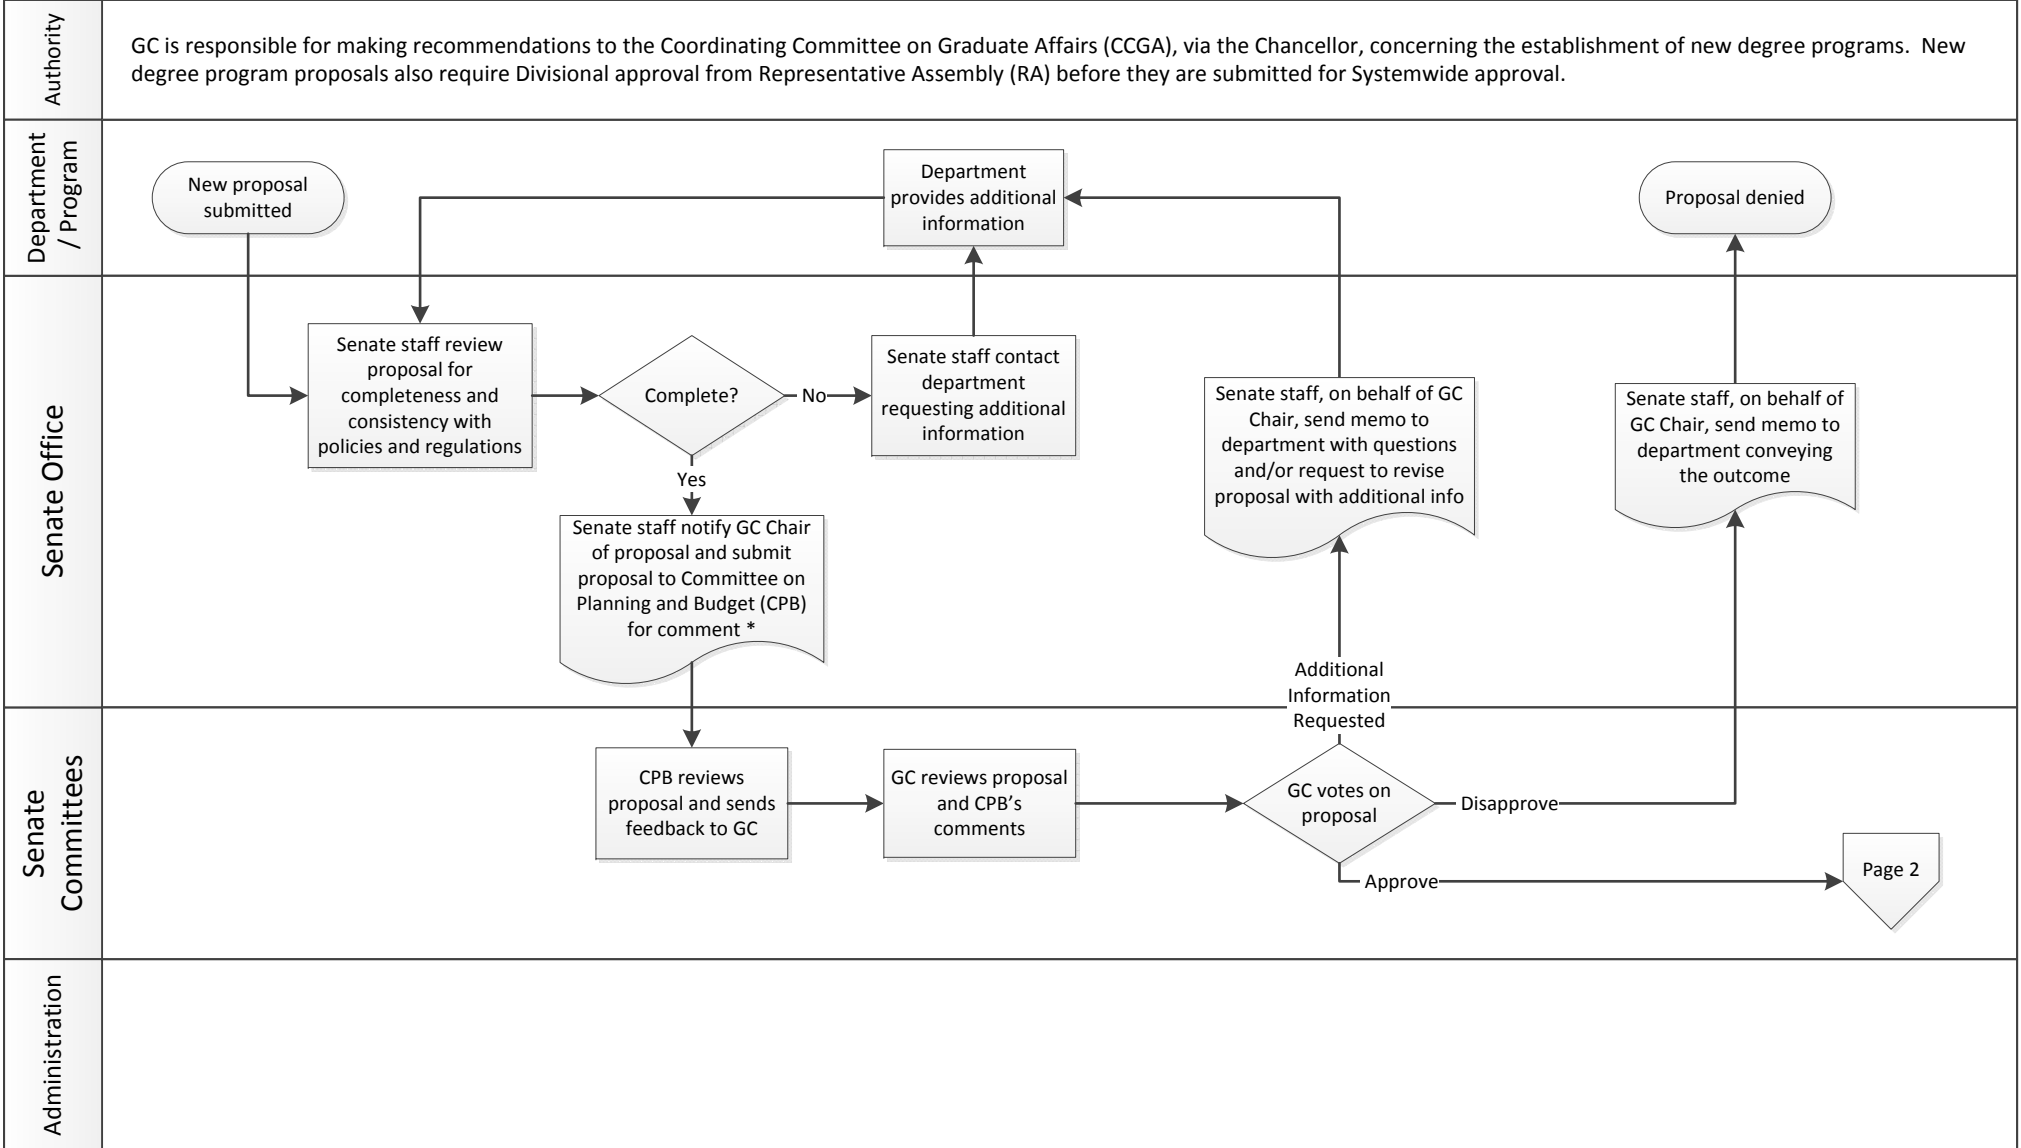 Authority
GC is responsible for making recommendations to the Coordinating Committee on Graduate Affairs (CCGA), via the Chancellor, concerning the establishment of new degree programs.  New
degree program proposals also require Divisional approval from Representative Assembly (RA) before they are submitted for Systemwide approval.
Department
/ Program
New proposal
submitted
Department
provides additional
information
Proposal denied
Senate Office
Senate staff review
proposal for
completeness and
consistency with
policies and regulations
Complete?
No
Senate staff contact
department
requesting additional
information
Yes
Senate staff notify GC Chair
of proposal and submit
proposal to Committee on
Planning and Budget (CPB)
for comment *
Senate staff, on behalf of GC
Chair, send memo to
department with questions
and/or request to revise
proposal with additional info
Senate staff, on behalf of
GC Chair, send memo to
department conveying
the outcome
Additional
Information
Requested
Senate
Committees
CPB reviews
proposal and sends
feedback to GC
GC reviews proposal
and CPB’s
comments
GC votes on
proposal
Disapprove
Approve
Page 2
Administration